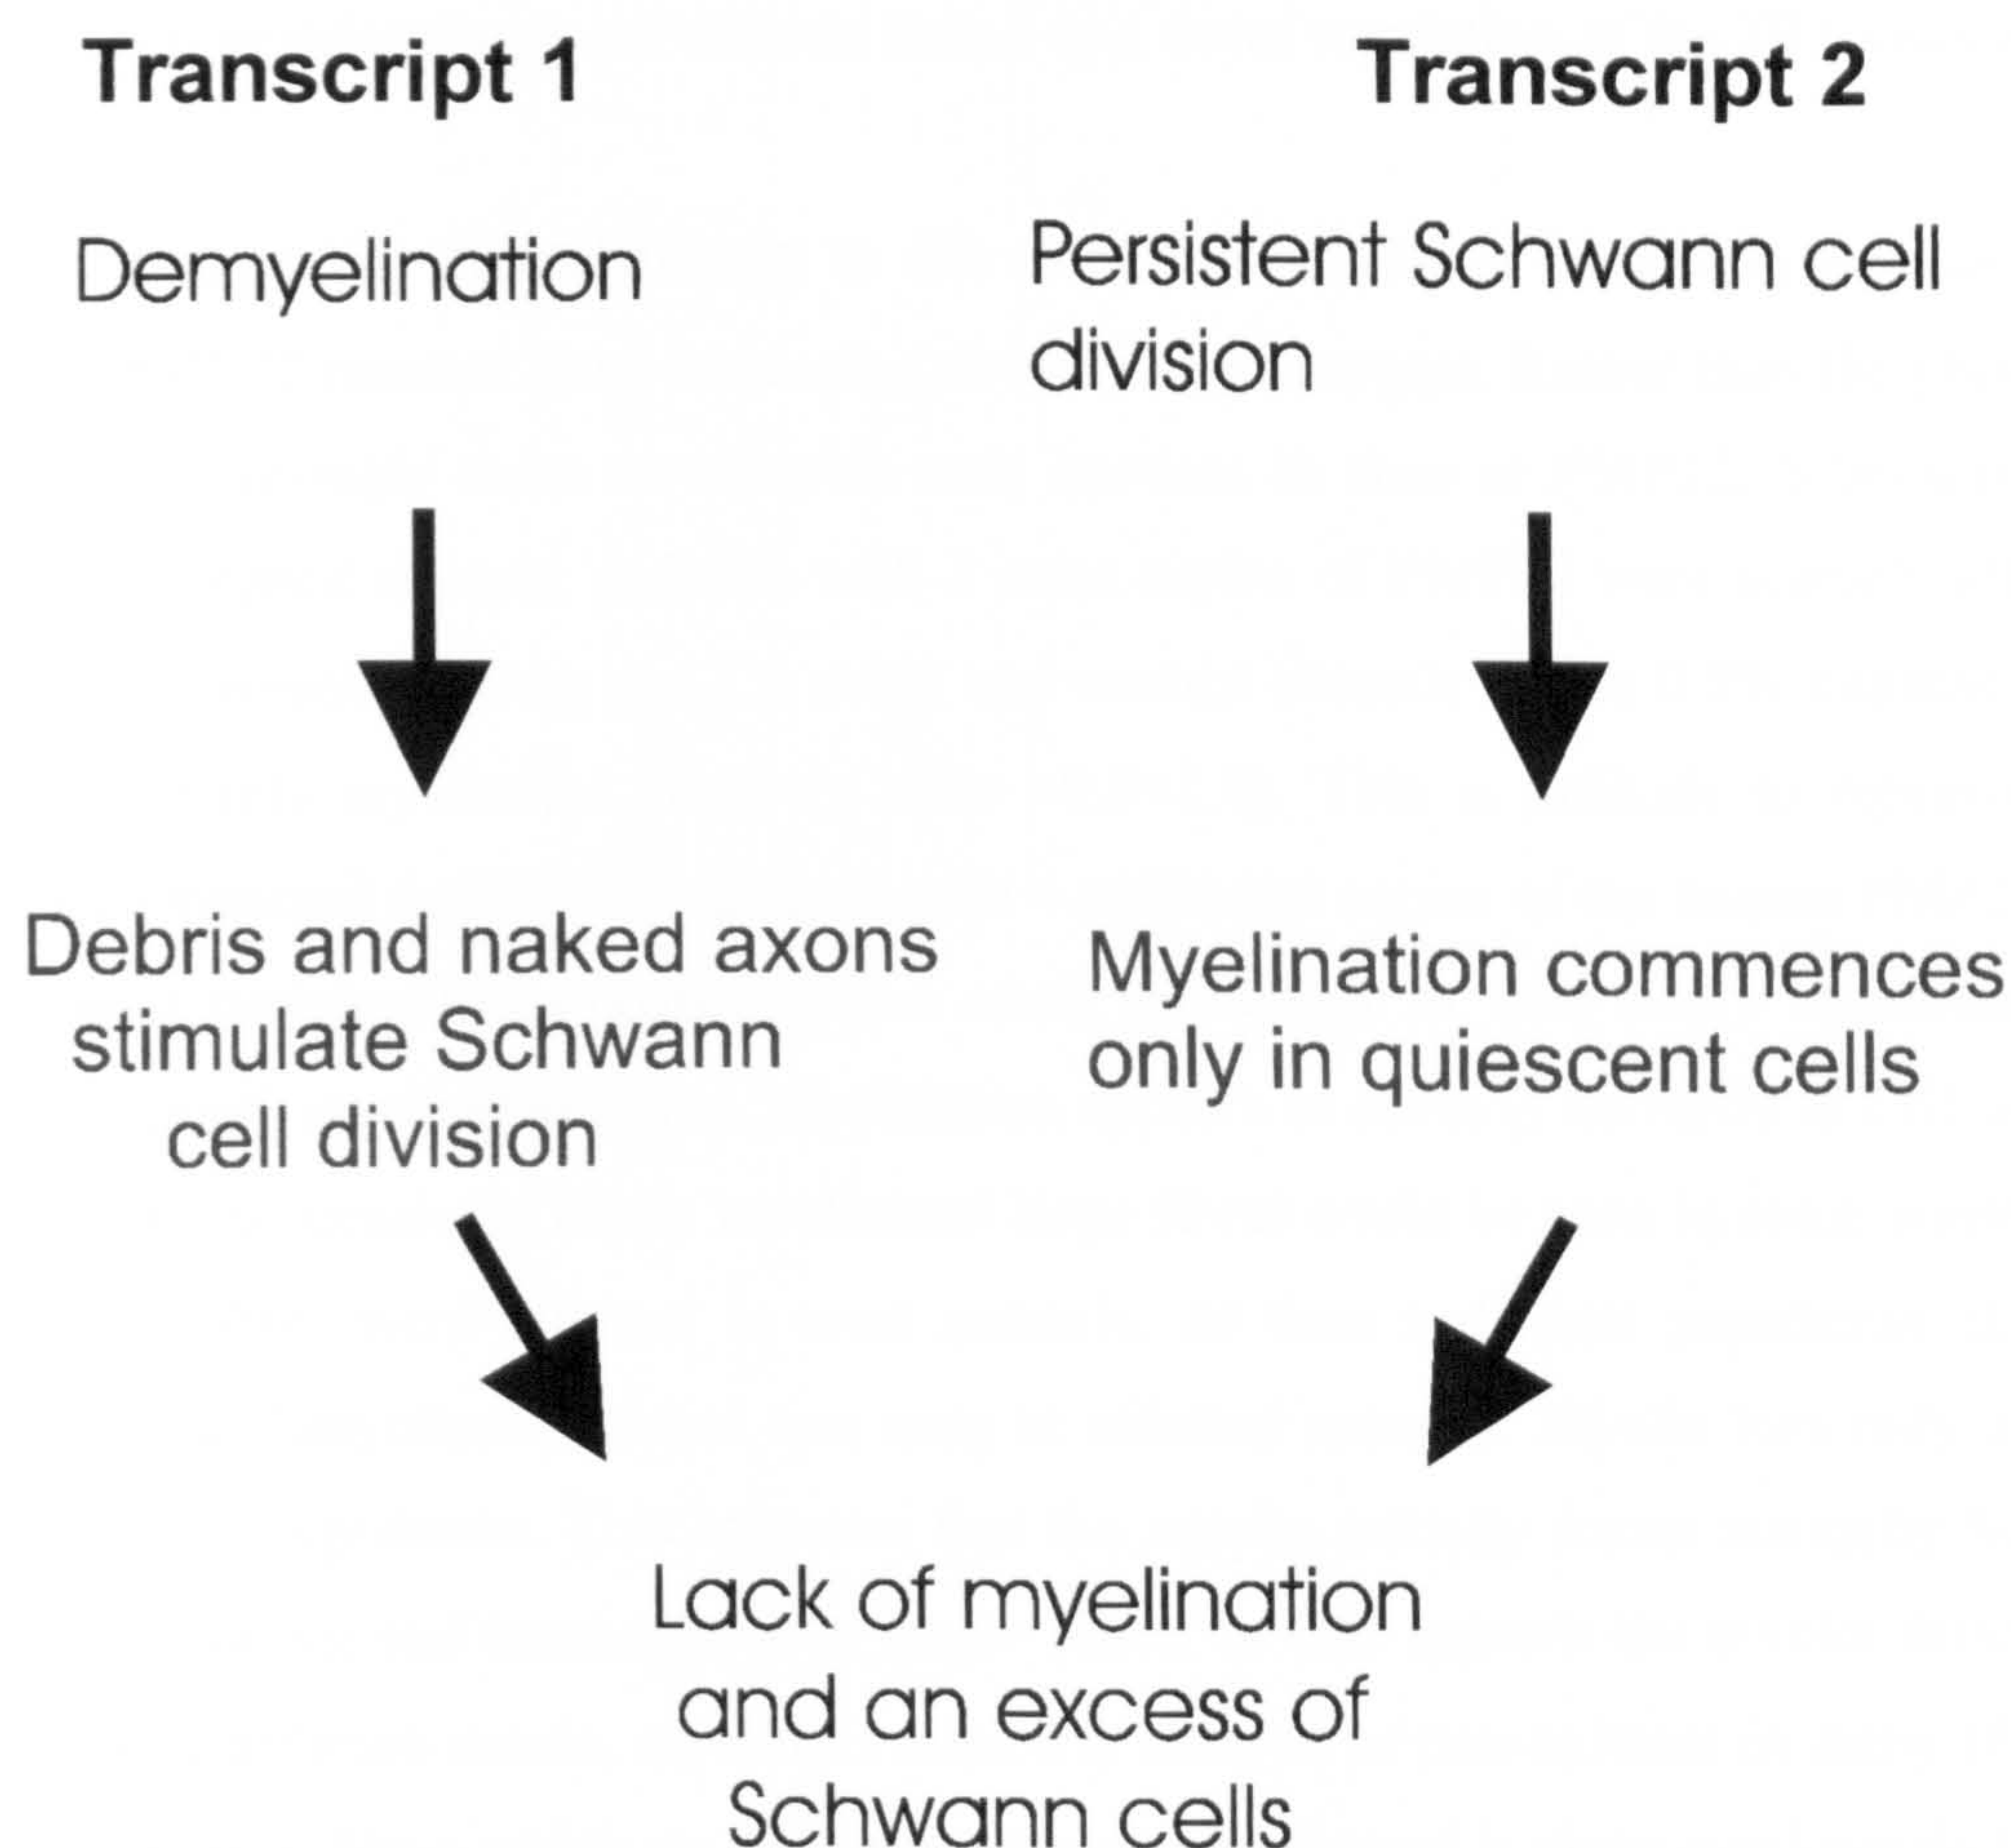 Transcript 1
Transcript 2
Demyelination
Persistent Schwann cell
division
Debris and naked axons
stimulate Schwann
cell division
Myelination commences
only in quiescent cells
Lack of myelination
and an excess of
Schwann cells